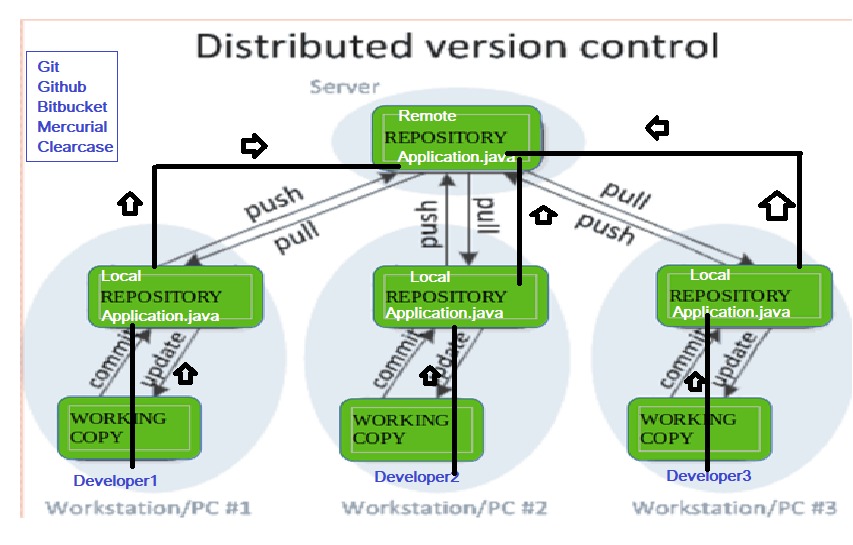 Distributed version control
Git
Github
Bitbucket
Mercurial
Clearcase
Server
Remote
REPOSITORY
Application.java
push
pull
push
pull
pull
push
Local
REPOSITORY
Application.java
Local
REPOSITORY
Application.java
Local
REPOSITORY
Application.java
commit
update
commit
update
commit
update
WORKING
COPY
WORKING
COPY
WORKING
COPY
Developer1
Developer2
Developer3
Workstation/PC #1
Workstation/PC #2
Workstation/PC #3